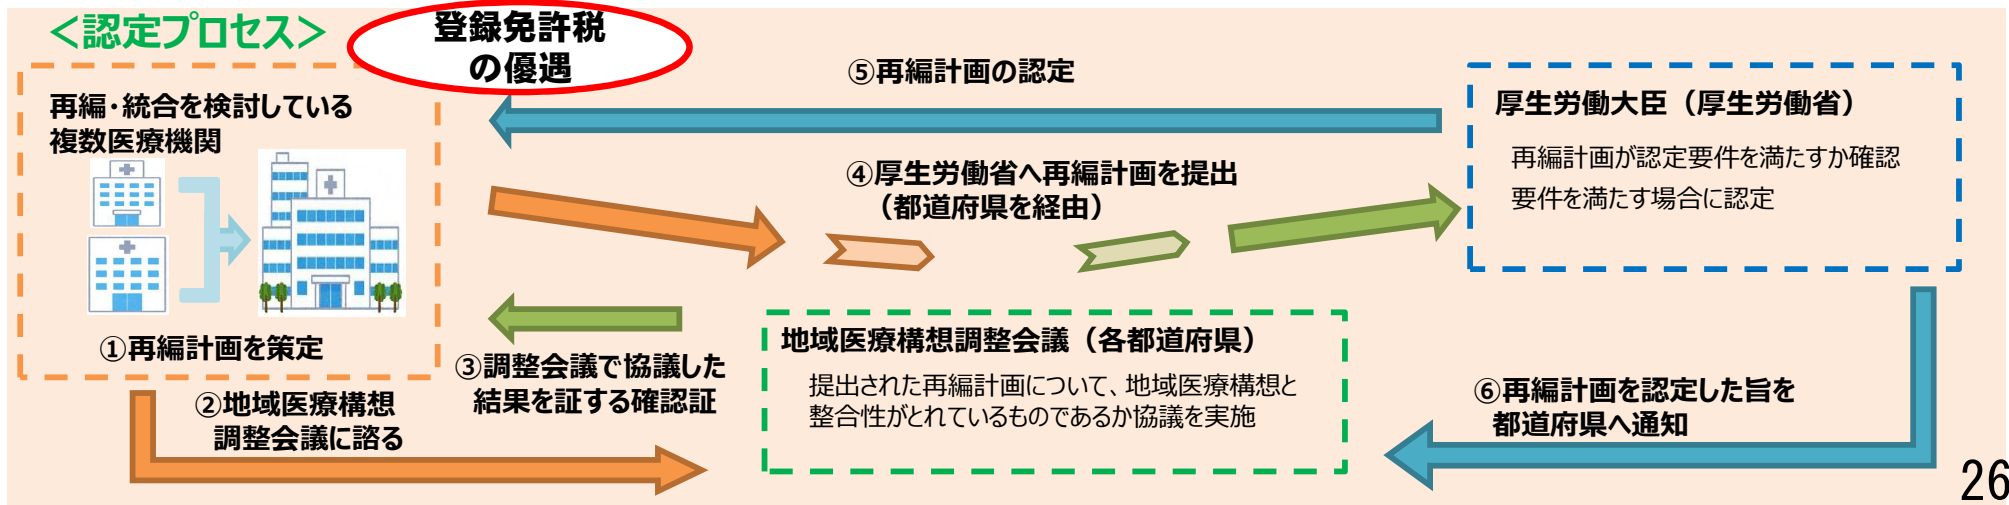 ＜認定プロセス＞
登録免許税
の優遇
再編・統合を検討している
複数医療機関
①再編計画を策定
②地域医療構想
調整会議に諮る
③調整会議で協議した
結果を証する確認証
④厚生労働省へ再編計画を提出
（都道府県を経由）
⑤再編計画の認定
厚生労働大臣（厚生労働省）
再編計画が認定要件を満たすか確認
要件を満たす場合に認定
地域医療構想調整会議（各都道府県）
提出された再編計画について、地域医療構想と
整合性がとれているものであるか協議を実施
⑥再編計画を認定した旨を
都道府県へ通知
26